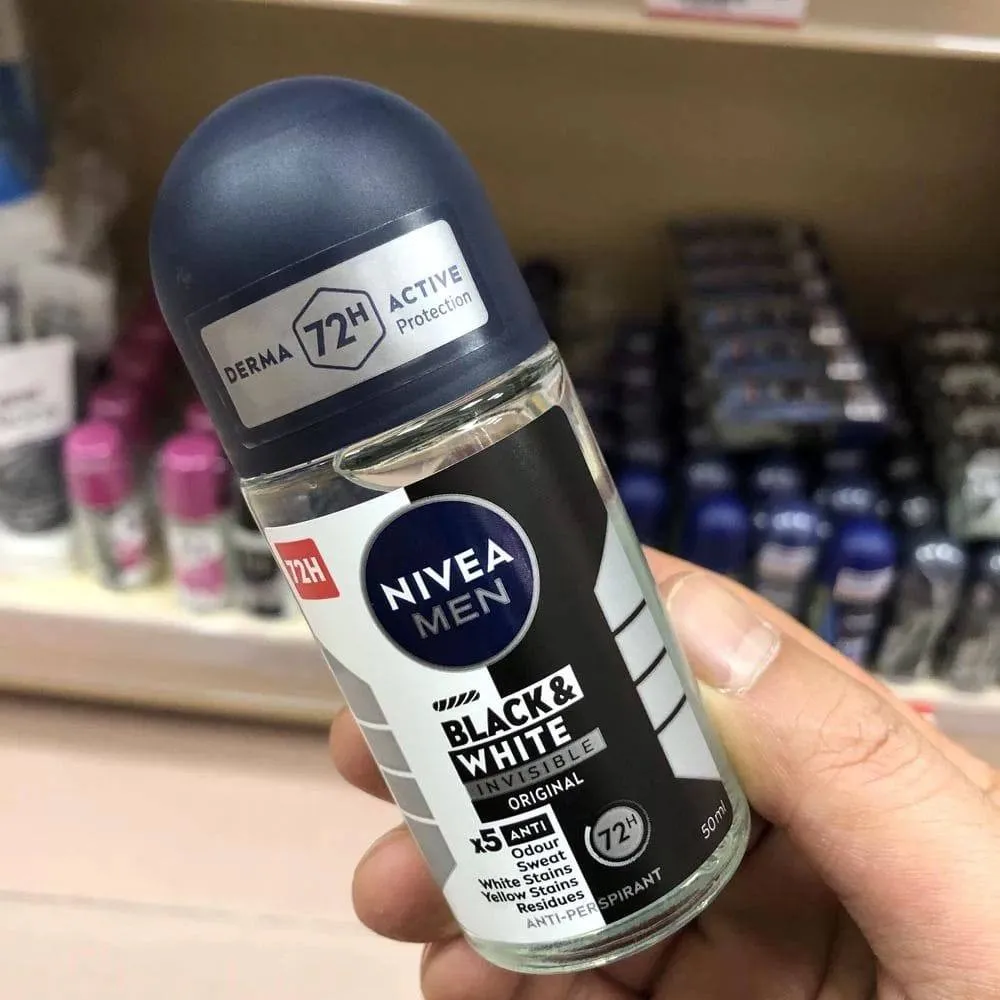 DERMA 72H ACTIVE
Protection
72H
NIVEA
MEN
BLACK &
WHITE
INVISIBLE
ORIGINAL
x5 ANTI
Odour
Sweat
White Stains
Yellow Stains
Residues
72H
50ml
ANTI-PERSPIRANT